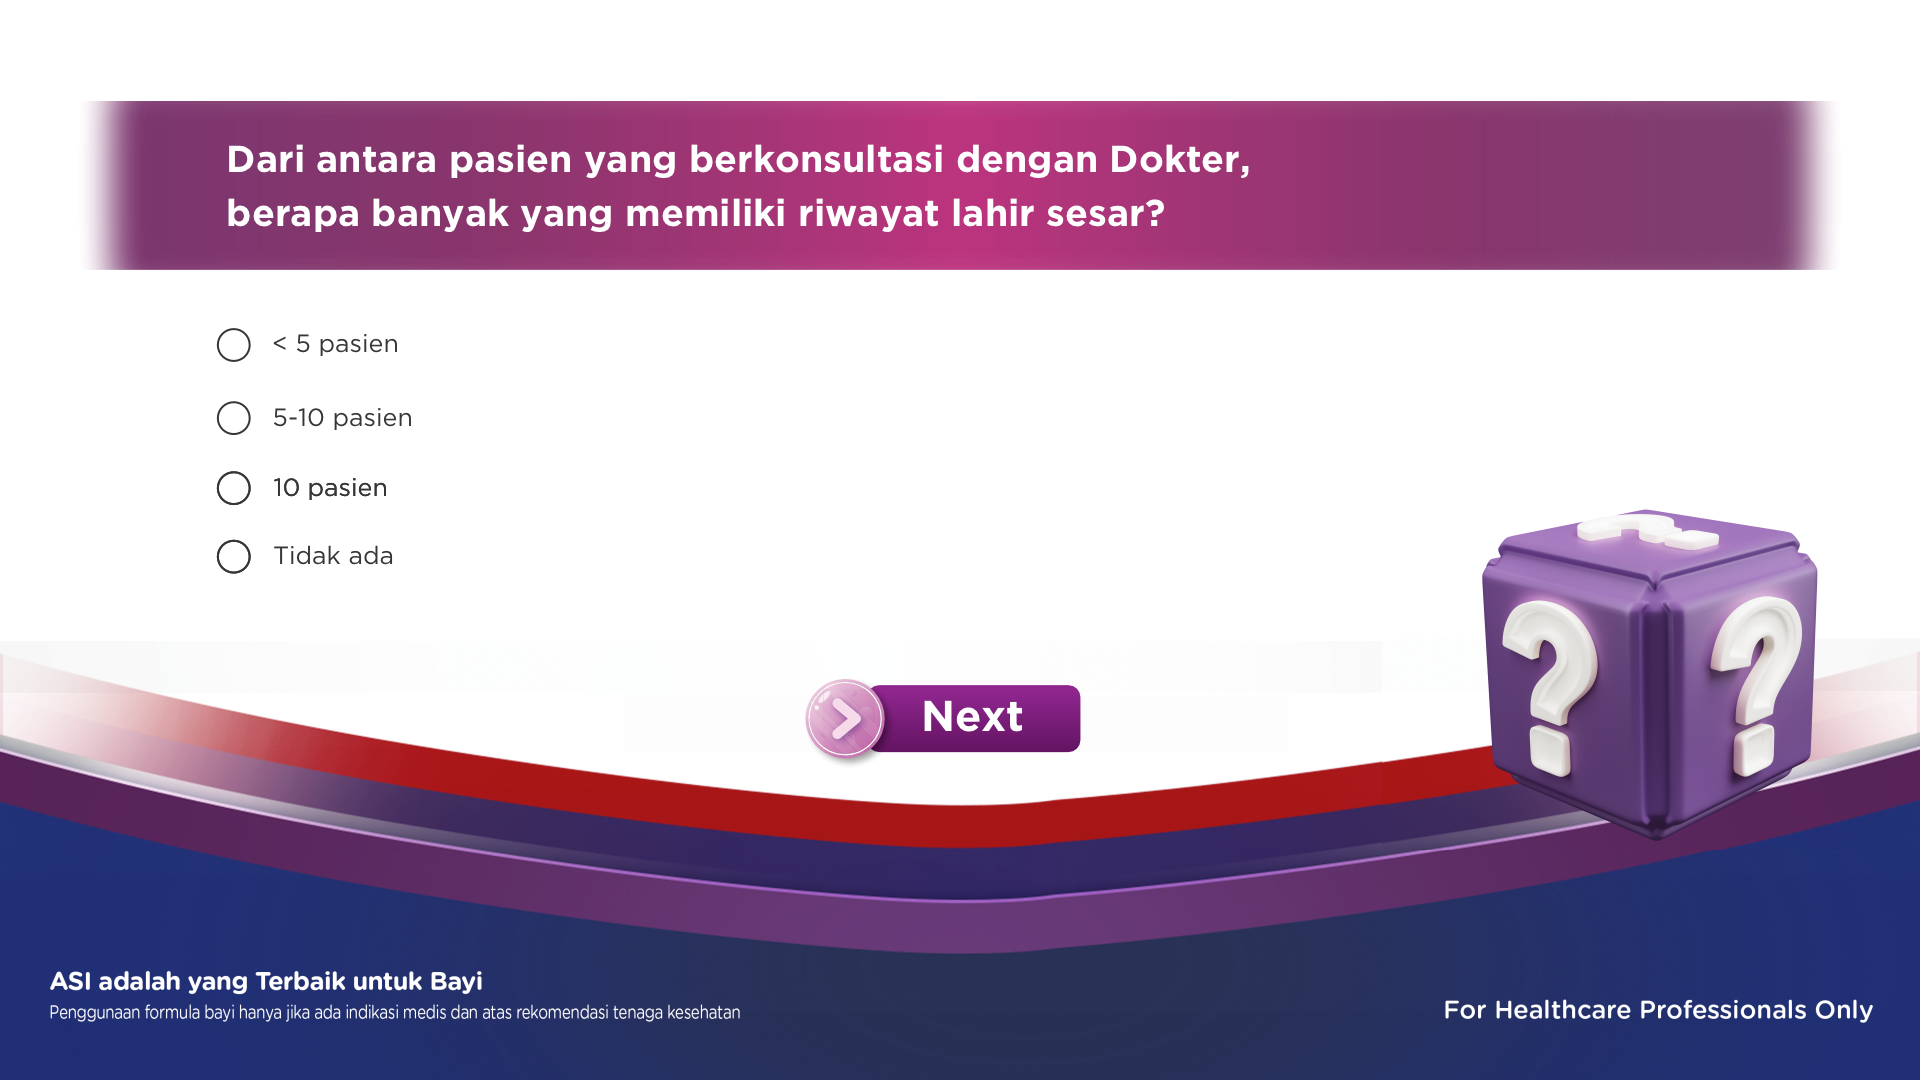 Dari antara pasien yang berkonsultasi dengan Dokter,
berapa banyak yang memiliki riwayat lahir sesar?
< 5 pasien
5-10 pasien
10 pasien
Tidak ada
Next
ASI adalah yang Terbaik untuk Bayi
Penggunaan formula bayi hanya jika ada indikasi medis dan atas rekomendasi tenaga kesehatan
For Healthcare Professionals Only